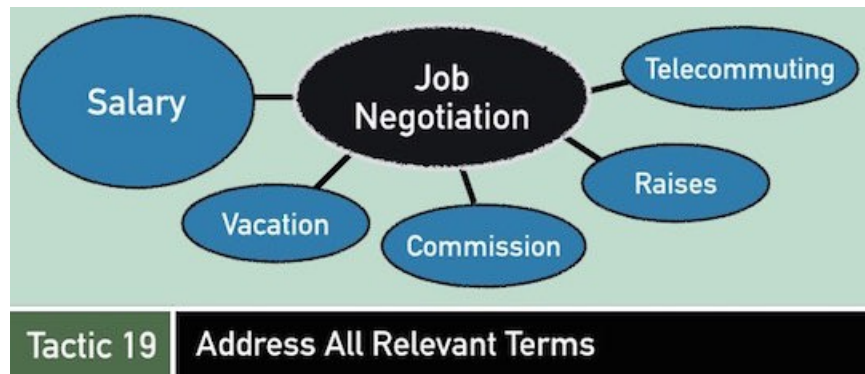 Salary
Job
Negotiation
Telecommuting
Raises
Vacation
Commission
Tactic 19
Address All Relevant Terms